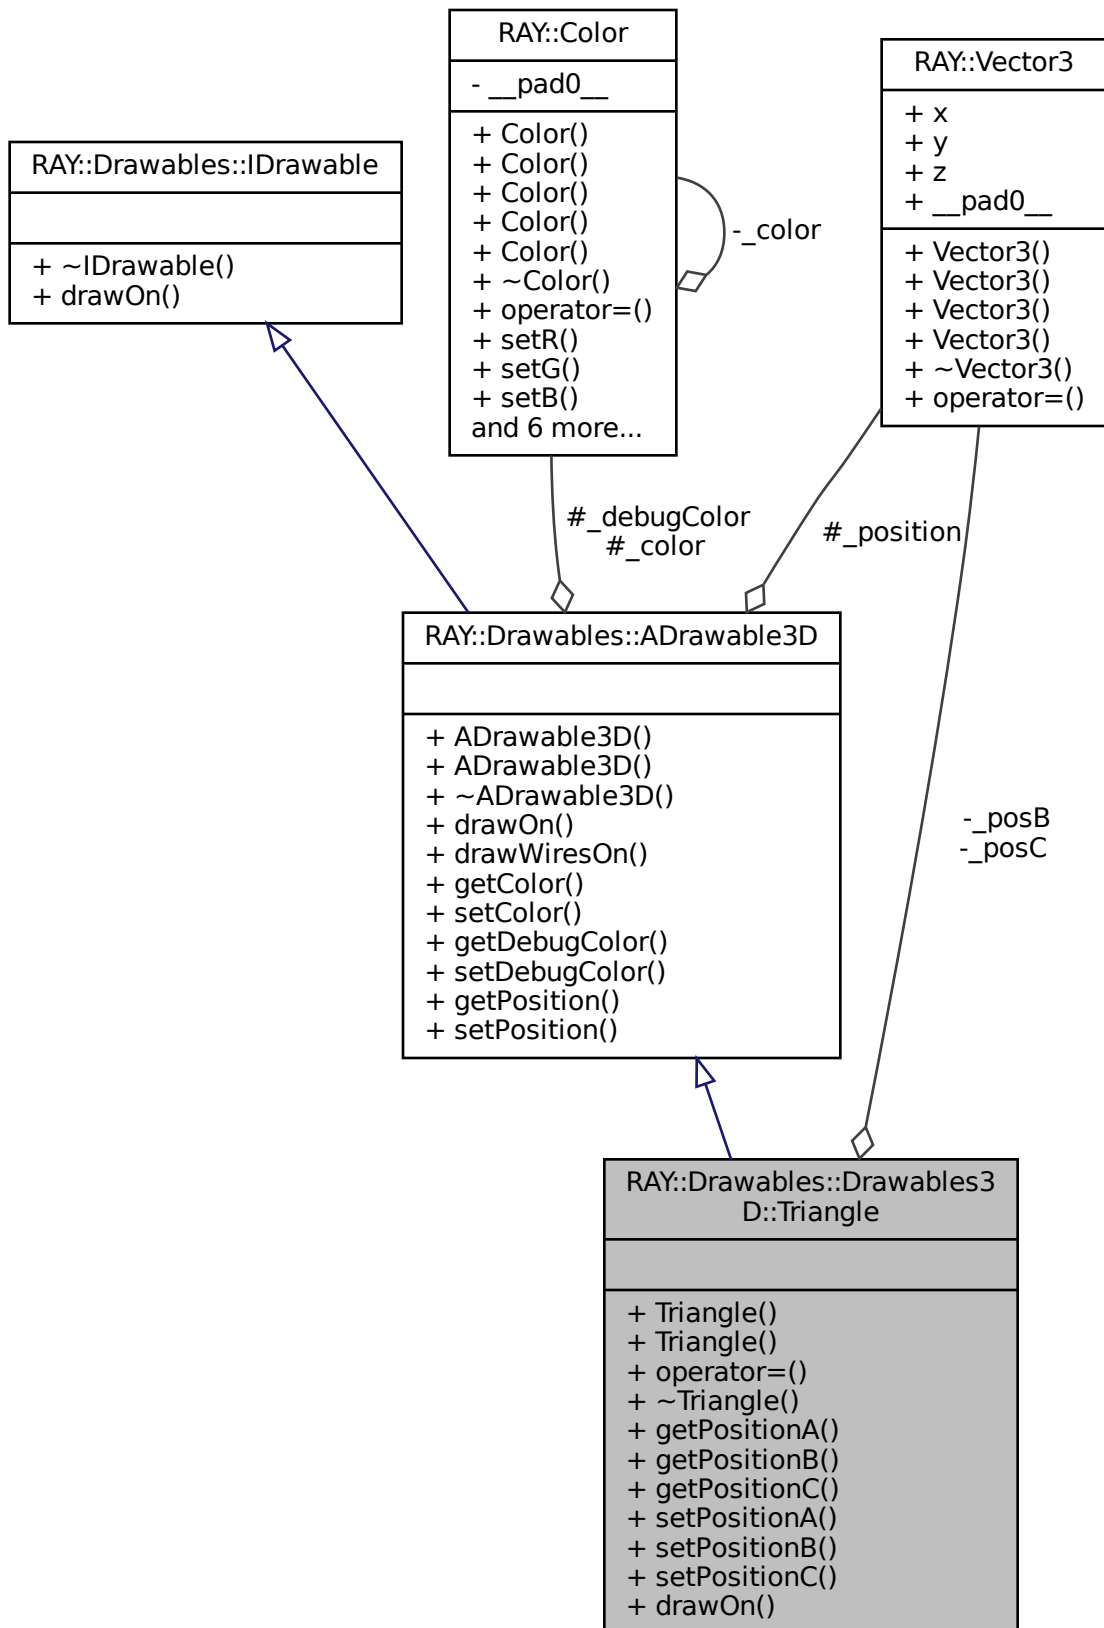 RAY::Color
- __pad0__
+ Color()
+ Color()
+ Color()
+ Color()
+ Color()
+ ~Color()
+ operator=()
+ setR()
+ setG()
+ setB()
and 6 more...
-_color
RAY::Vector3
+ x
+ y
+ z
+ __pad0__
+ Vector3()
+ Vector3()
+ Vector3()
+ Vector3()
+ ~Vector3()
+ operator=()
RAY::Drawables::IDrawable
+ ~IDrawable()
+ drawOn()
#_debugColor
#_color
#_position
RAY::Drawables::ADrawable3D
+ ADrawable3D()
+ ADrawable3D()
+ ~ADrawable3D()
+ drawOn()
+ drawWiresOn()
+ getColor()
+ setColor()
+ getDebugColor()
+ setDebugColor()
+ getPosition()
+ setPosition()
-_posB
-_posC
RAY::Drawables::Drawables3
D::Triangle
+ Triangle()
+ Triangle()
+ operator=()
+ ~Triangle()
+ getPositionA()
+ getPositionB()
+ getPositionC()
+ setPositionA()
+ setPositionB()
+ setPositionC()
+ drawOn()